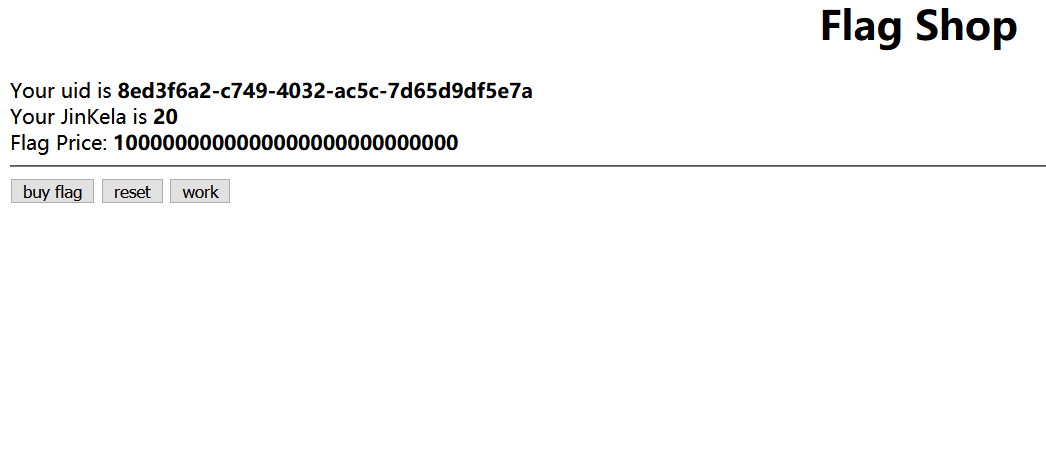 Flag Shop
Your uid is 8ed3f6a2-c749-4032-ac5c-7d65d9df5e7a
Your JinKela is 20
Flag Price: 1000000000000000000000000000
buy flag reset work